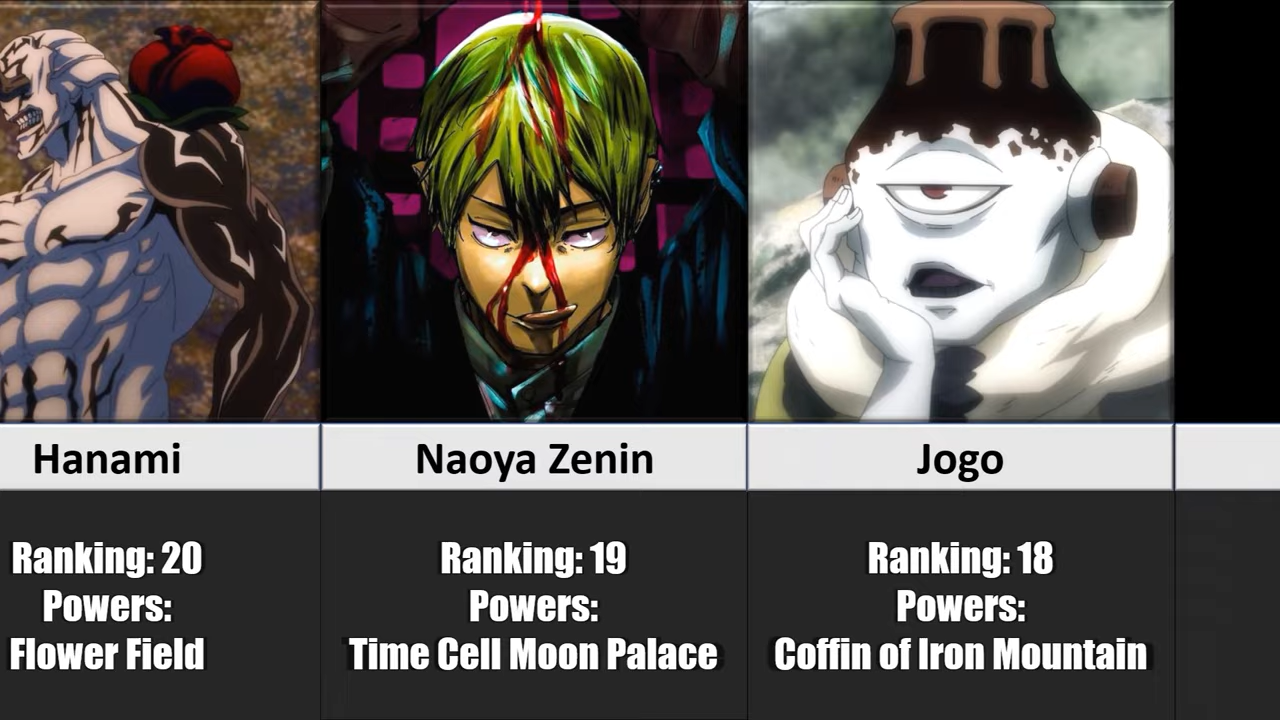 Hanami
Ranking: 20
Powers:
Flower Field
Naoya Zenin
Ranking: 19
Powers:
Time Cell Moon Palace
Jogo
Ranking: 18
Powers:
Coffin of Iron Mountain